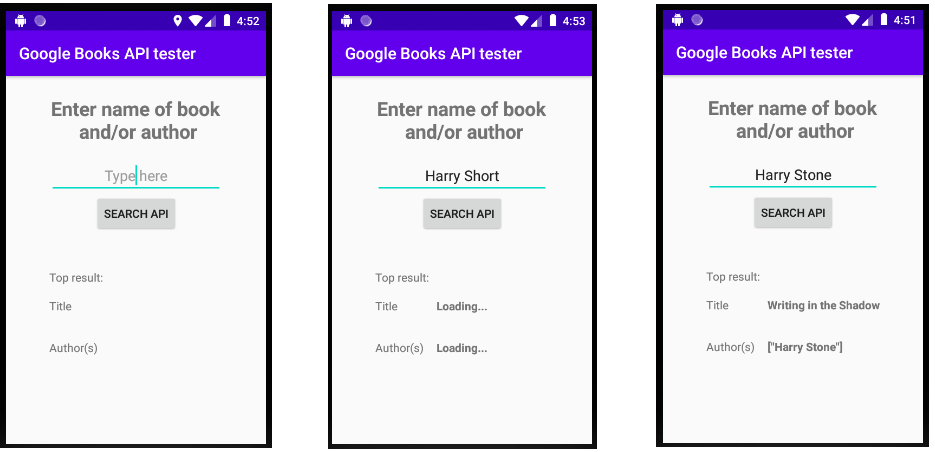 4:52
Google Books API tester
Enter name of book
and/or author
Type here
SEARCH API
Top result:
Title
Author(s)
4:53
Google Books API tester
Enter name of book
and/or author
Harry Short
SEARCH API
Top result:
Title Loading...
Author(s) Loading...
4:51
Google Books API tester
Enter name of book
and/or author
Harry Stone
SEARCH API
Top result:
Title Writing in the Shadow
Author(s) ["Harry Stone"]